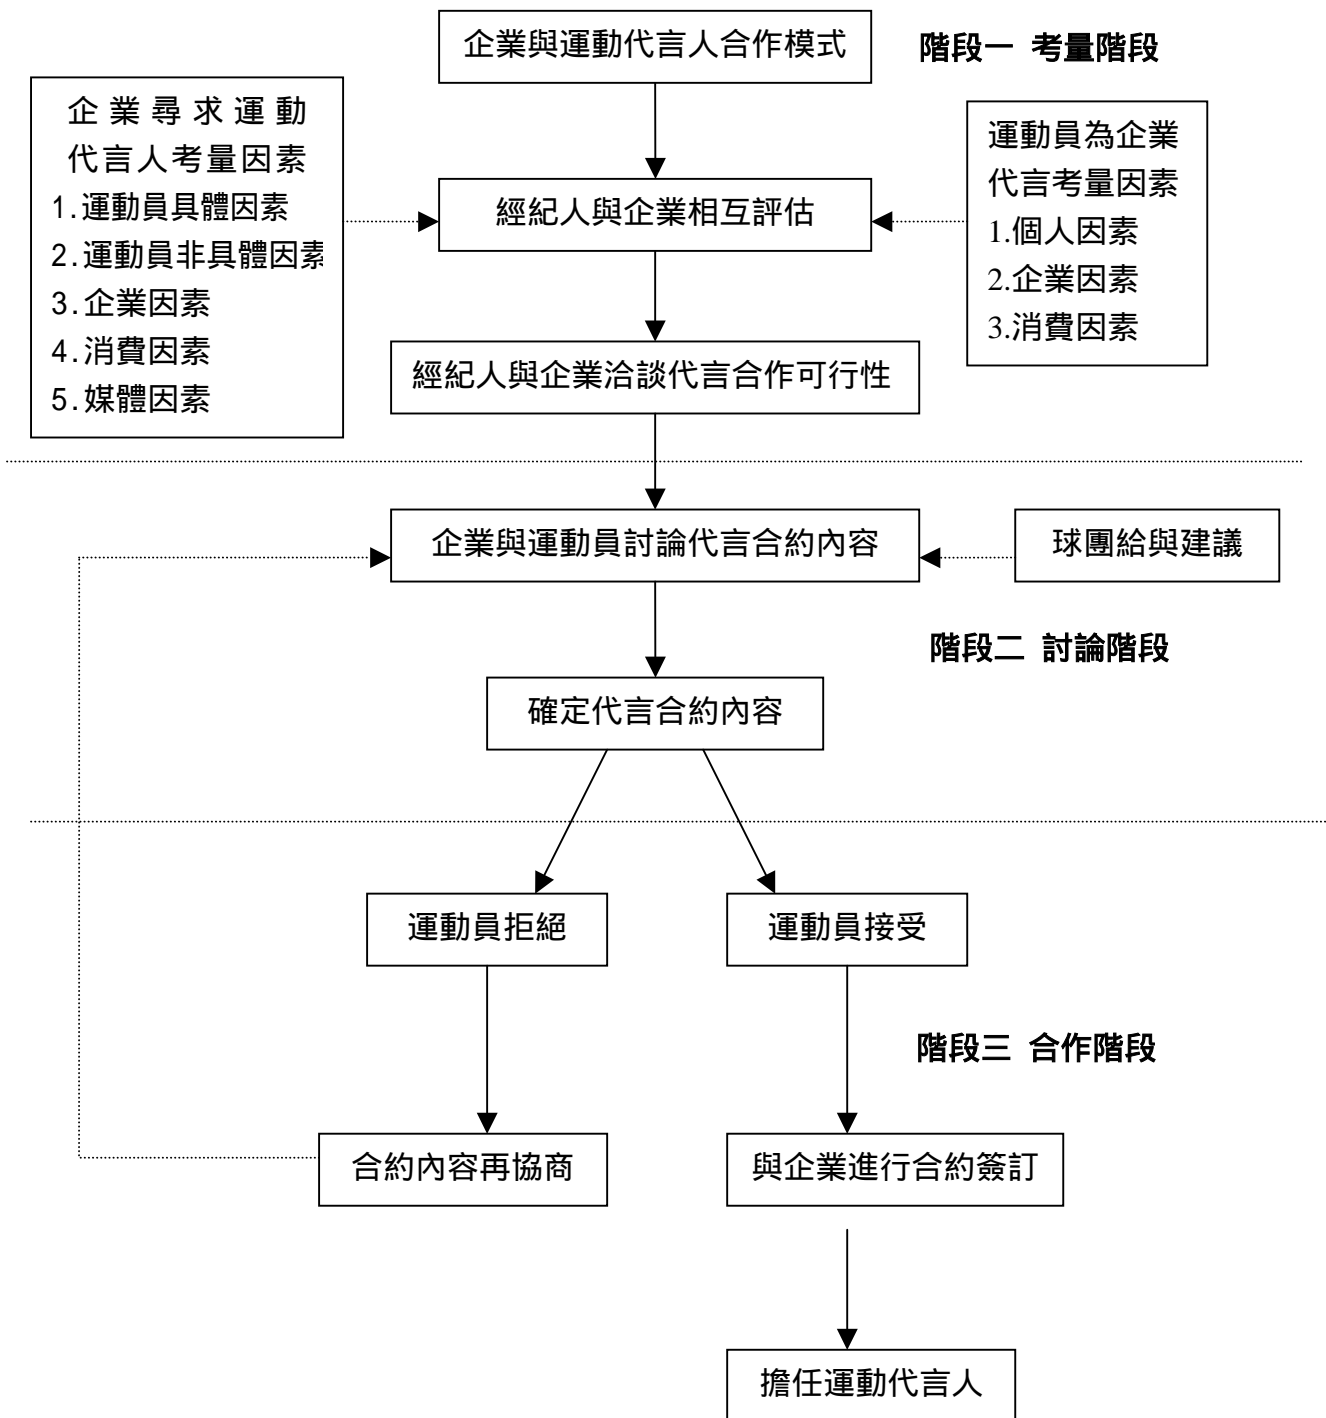 企業與運動代言人合作模式
階段一 考量階段
企業尋求運動
代言人考量因素
1.運動員具體因素
2.運動員非具體因素
3.企業因素
4.消費因素
5.媒體因素
運動員為企業
代言考量因素
1.個人因素
2.企業因素
3.消費因素
經紀人與企業相互評估
經紀人與企業洽談代言合作可行性
企業與運動員討論代言合約內容
球團給與建議
階段二 討論階段
確定代言合約內容
運動員拒絕
運動員接受
階段三 合作階段
合約內容再協商
與企業進行合約簽訂
擔任運動代言人